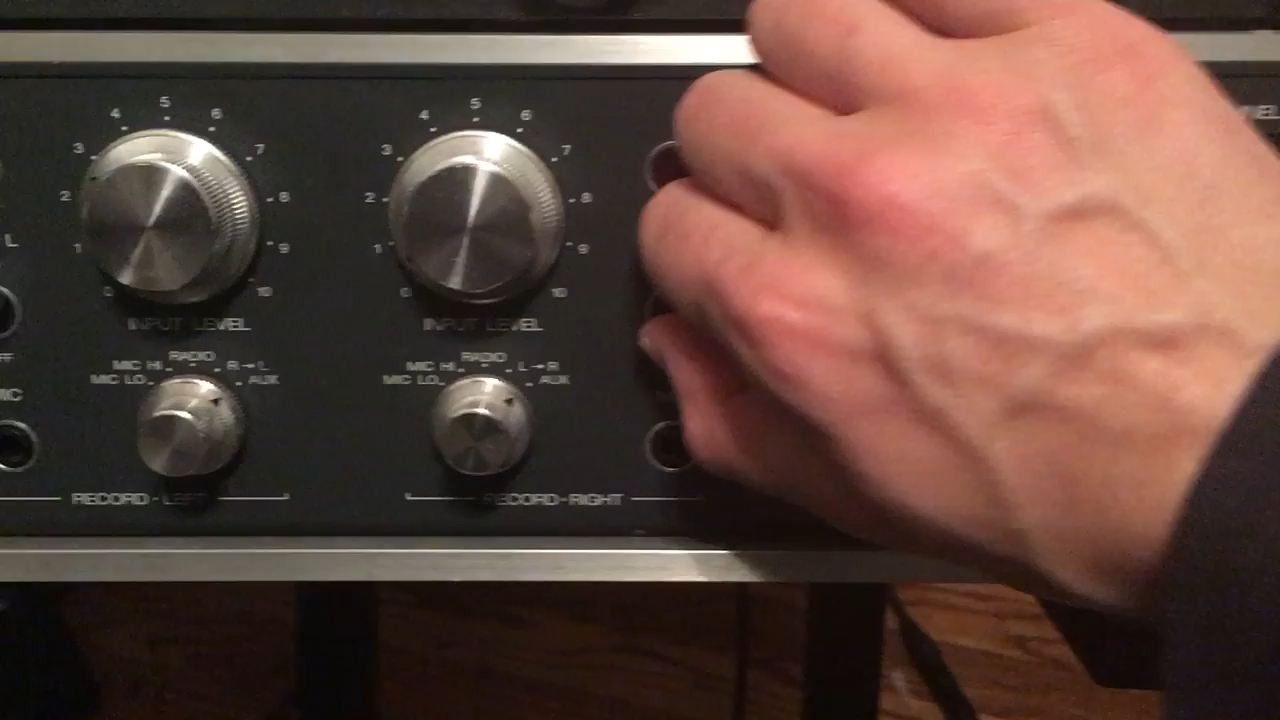 4 5 6
3 7
2 8
1 9
0 10
INPUT LEVEL
MIC LO MIC HI RADIO R→L AUX
RECORD-LEFT
4 5 6
3 7
2 8
1 9
0 10
INPUT LEVEL
MIC LO MIC HI RADIO L→R AUX
RECORD-RIGHT